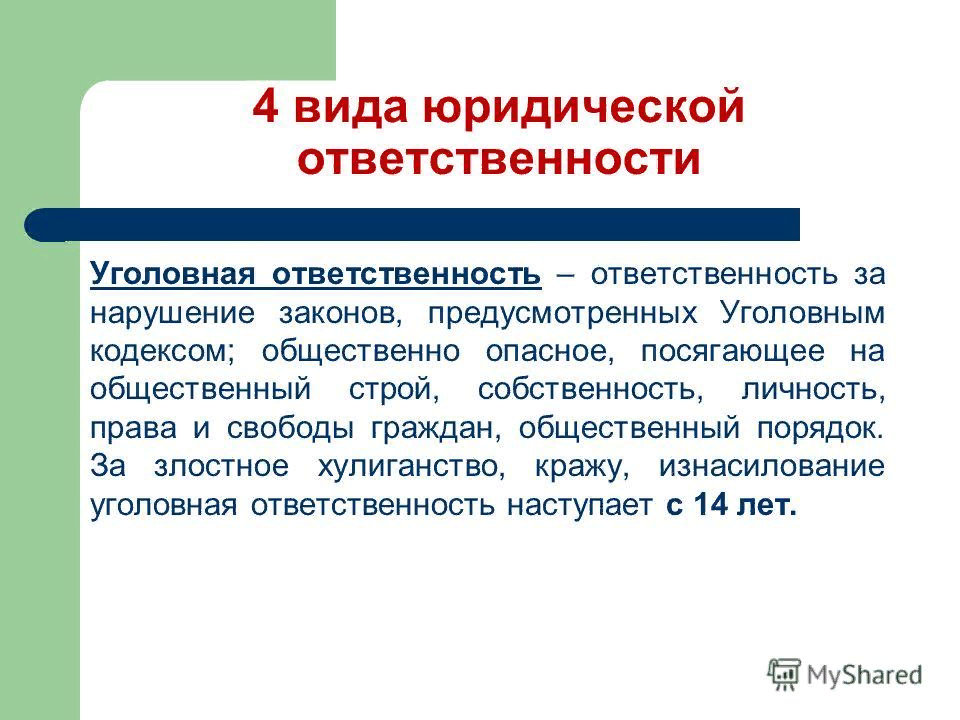 4 вида юридической
ответственности
Уголовная ответственность – ответственность за
нарушение законов, предусмотренных Уголовным
кодексом; общественно опасное, посягающее на
общественный строй, собственность, личность,
права и свободы граждан, общественный порядок.
За злостное хулиганство, кражу, изнасилование
уголовная ответственность наступает с 14 лет.
MyShared